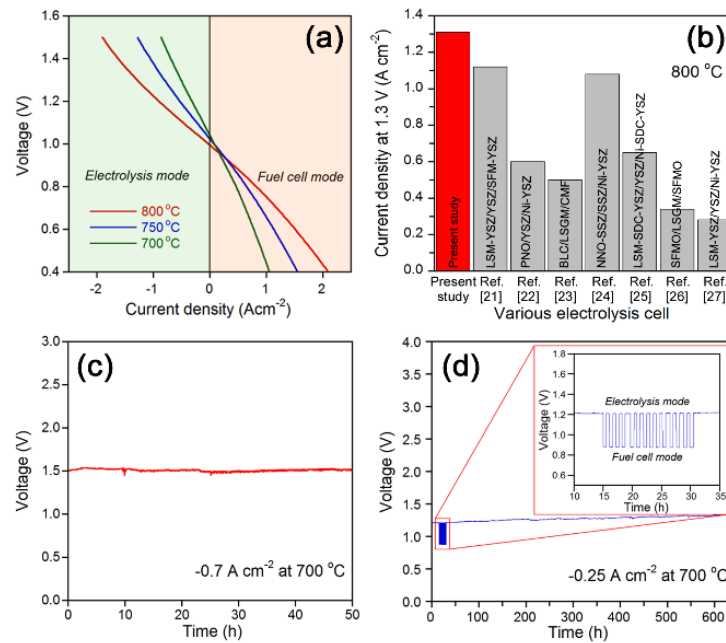 (a)
1.8
1.6
1.4
1.2
1.0
0.8
0.6
0.4
Voltage (V)
Electrolysis mode
Fuel cell mode
800 °C
750 °C
700 °C
-2 -1 0 1 2
Current density (Acm-2)
(b)
800 °C
1.4
1.2
1.0
0.8
0.6
0.4
0.2
0.0
Current density at 1.3 V (A cm-2)
Present study
LSM-YSZ/YSZ/SFM-YSZ
PNO/YSZ/Ni-YSZ
BLC/LSGM/CMF
NNO-SSZ/SSZ/Ni-YSZ
LSM-SDC-YSZ/YSZ/Ni-SDC-YSZ
SFMO/LSGM/SFMO
LSM-YSZ/YSZ/Ni-YSZ
Present Ref. Ref. Ref. Ref. Ref. Ref. Ref.
study [21] [22] [23] [24] [25] [26] [27]
Various electrolysis cell
(c)
3.0
2.5
2.0
1.5
1.0
0.5
0.0
Voltage (V)
-0.7 A cm-2 at 700 °C
0 10 20 30 40 50
Time (h)
(d)
4.0
3.5
3.0
2.5
2.0
1.5
1.0
0.5
0.0
Voltage (V)
1.8
1.6
1.4
1.2
1.0
0.8
0.6
Voltage (V)
Electrolysis mode
Fuel cell mode
10 15 20 25 30 35
Time (h)
-0.25 A cm-2 at 700 °C
0 100 200 300 400 500 600
Time (h)